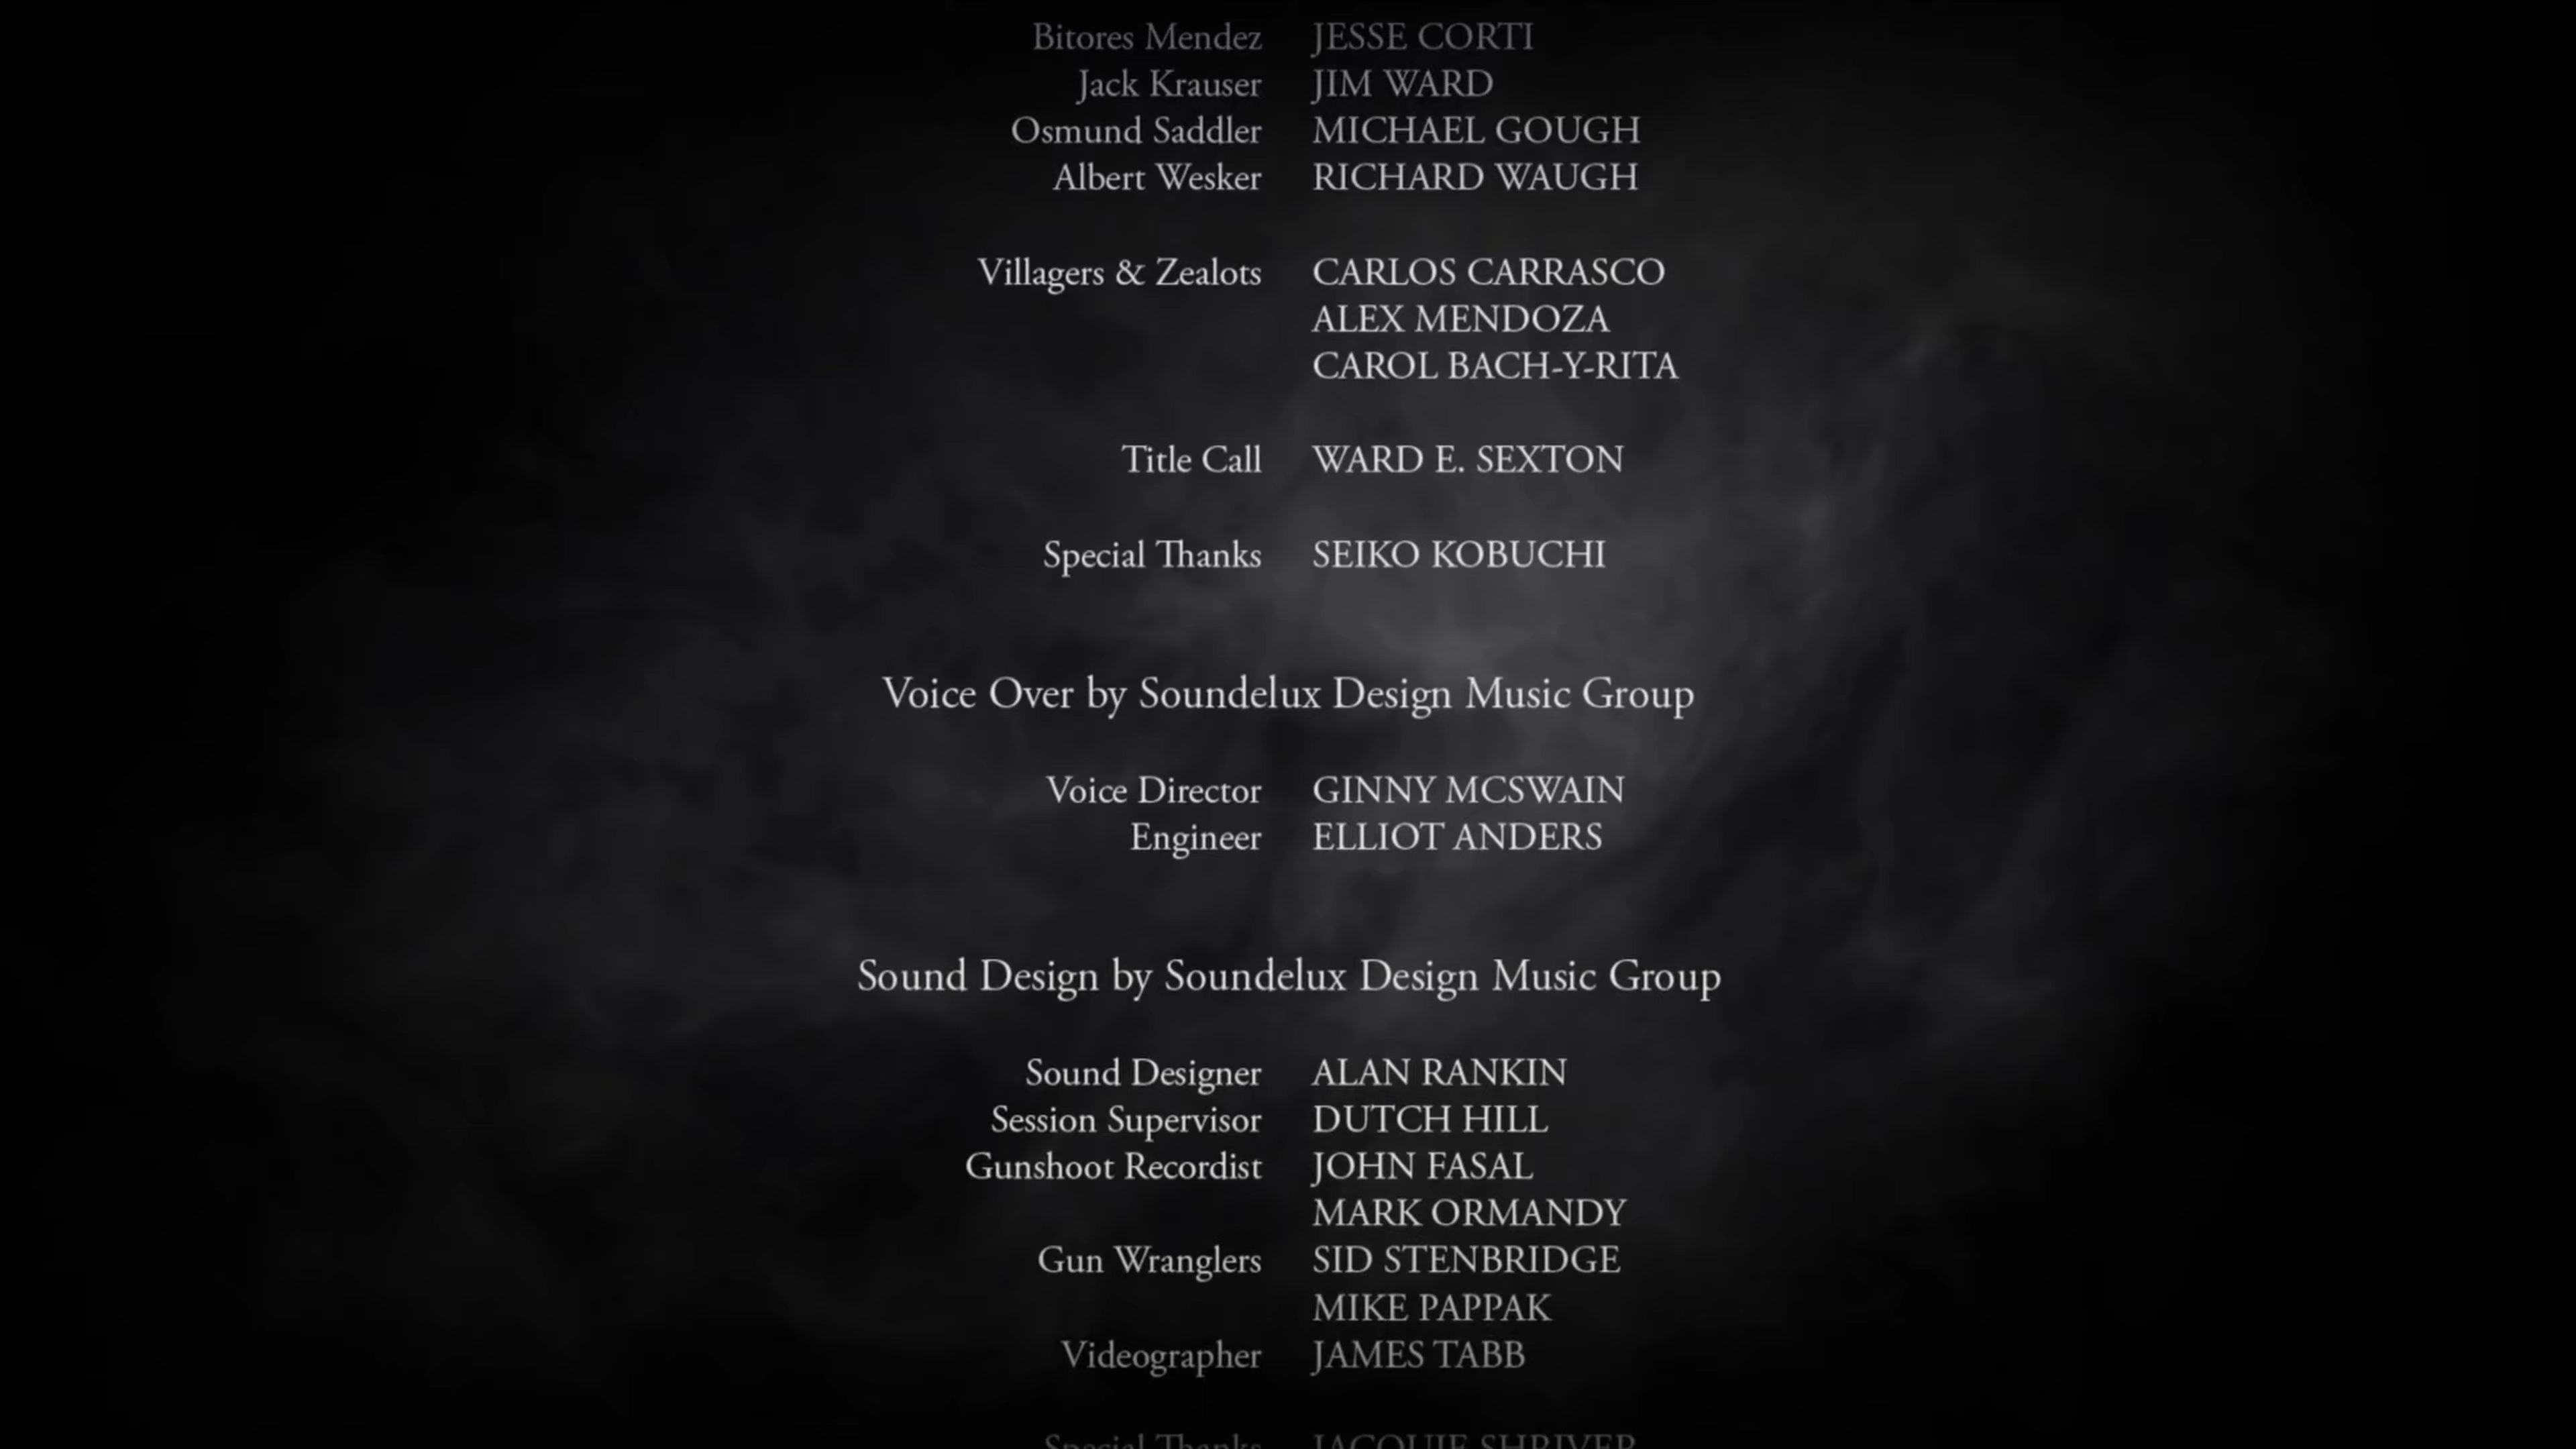 Bitores Mendez JESSE CORTI
Jack Krauser JIM WARD
Osmund Saddler MICHAEL GOUGH
Albert Wesker RICHARD WAUGH
Villagers & Zealots CARLOS CARRASCO
ALEX MENDOZA
CAROL BACH-Y-RITA
Title Call WARD E. SEXTON
Special Thanks SEIKO KOBUCHI
Voice Over by Soundelux Design Music Group
Voice Director GINNY MCSWAIN
Engineer ELLIOT ANDERS
Sound Design by Soundelux Design Music Group
Sound Designer ALAN RANKIN
Session Supervisor DUTCH HILL
Gunshoot Recordist JOHN FASAL
MARK ORMANDY
Gun Wranglers SID STENBRIDGE
MIKE PAPPAK
Videographer JAMES TABB
Special Thanks JACQUIE SHRIVER